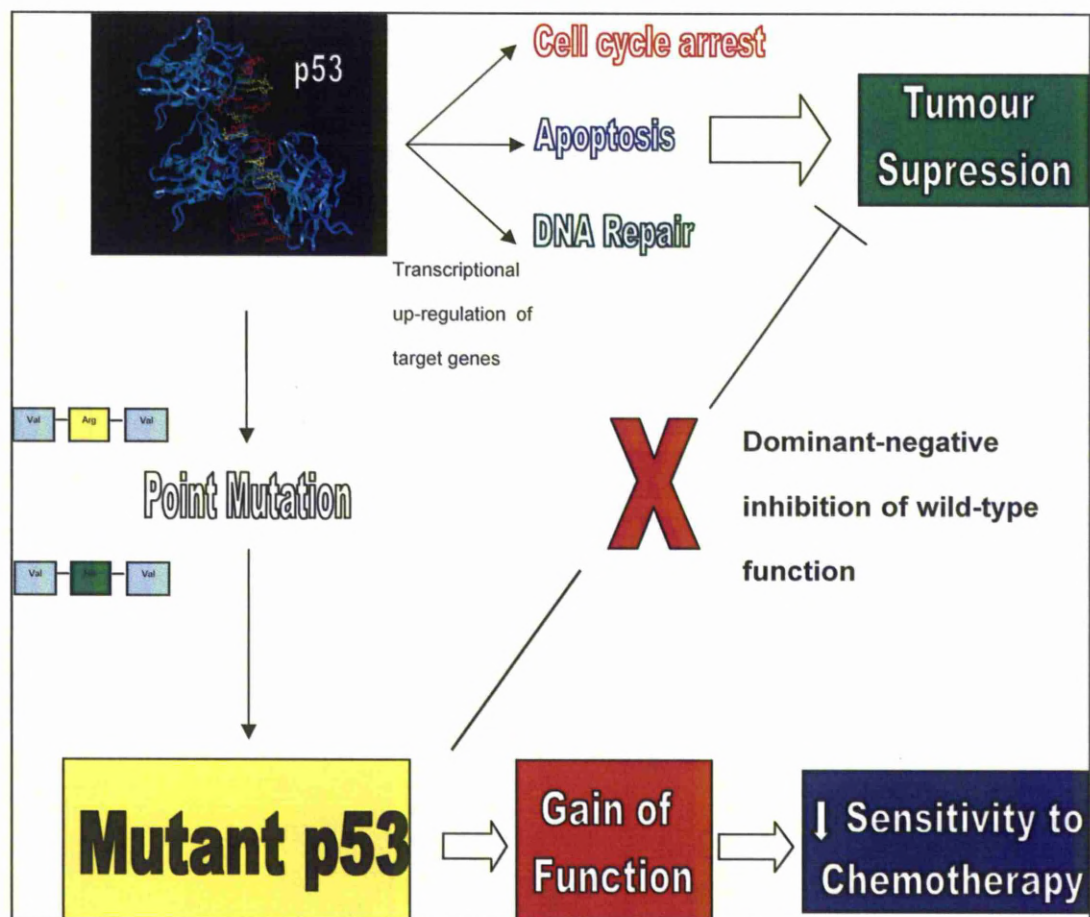 p53
Cell cycle arrest
Apoptosis
DNA Repair
Tumour
Supression
Transcriptional
up-regulation of
target genes
Val Arg Val
Point Mutation
Val Val
Dominant-negative
inhibition of wild-type
function
X
Mutant p53
Gain of
Function
↓ Sensitivity to
Chemotherapy